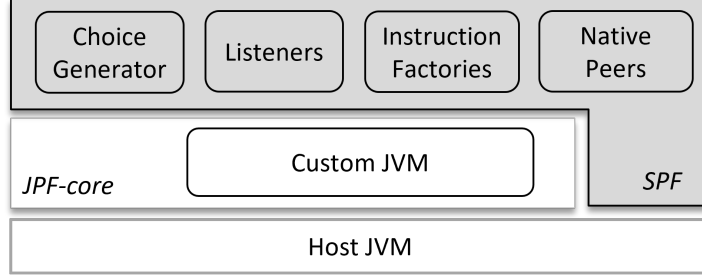 Choice
Generator
Listeners
Instruction
Factories
Native
Peers
Custom JVM
JPF-core
SPF
Host JVM